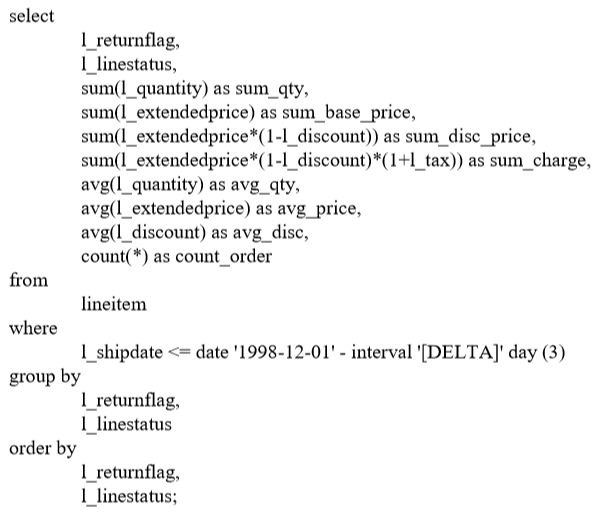 select
l_returnflag,
l_linestatus,
sum(l_quantity) as sum_qty,
sum(l_extendedprice) as sum_base_price,
sum(l_extendedprice*(1-l_discount)) as sum_disc_price,
sum(l_extendedprice*(1-l_discount)*(1+l_tax)) as sum_charge,
avg(l_quantity) as avg_qty,
avg(l_extendedprice) as avg_price,
avg(l_discount) as avg_disc,
count(*) as count_order
from
lineitem
where
l_shipdate <= date '1998-12-01' - interval '[DELTA]' day (3)
group by
l_returnflag,
l_linestatus
order by
l_returnflag,
l_linestatus;